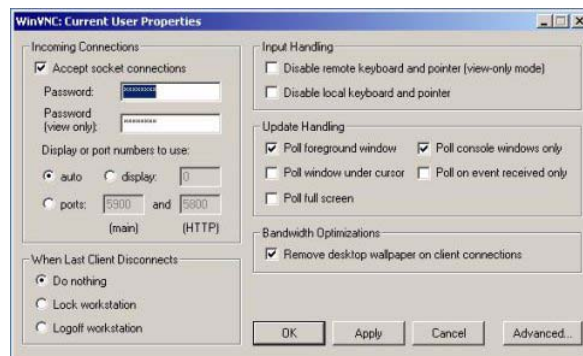 WinVNC: Current User Properties
Incoming Connections
Accept socket connections
Password:
xxxxxxxx
Password
(view only):
xxxxxxxx
Display or port numbers to use:
auto
display:
0
ports:
5900
and
5800
(main)
(HTTP)
When Last Client Disconnects
Do nothing
Lock workstation
Logoff workstation
Input Handling
Disable remote keyboard and pointer (view-only mode)
Disable local keyboard and pointer
Update Handling
Poll foreground window
Poll console windows only
Poll window under cursor
Poll on event received only
Poll full screen
Bandwidth Optimizations
Remove desktop wallpaper on client connections
OK
Apply
Cancel
Advanced...